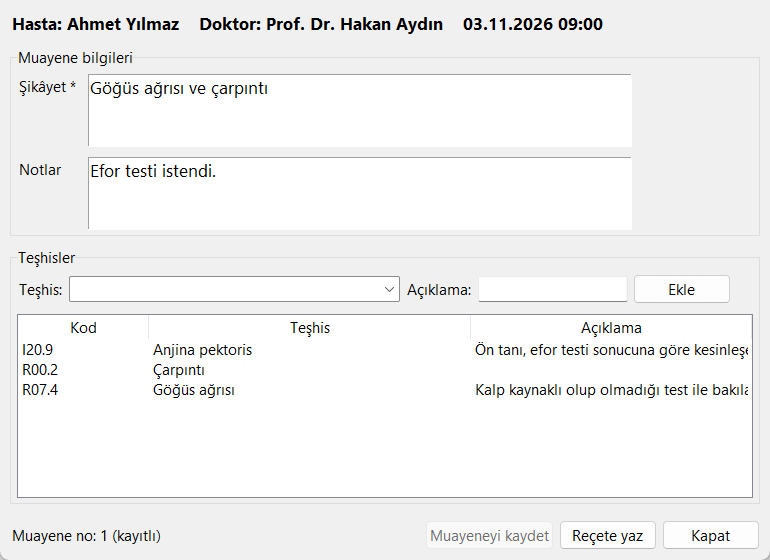 Hasta: Ahmet Yılmaz Doktor: Prof. Dr. Hakan Aydın 03.11.2026 09:00
Muayene bilgileri
Şikâyet * Göğüs ağrısı ve çarpıntı
Notlar Efor testi istendi.
Teşhisler
Teşhis: Açıklama: Ekle
Kod Teşhis Açıklama
I20.9 Anjina pektoris Ön tanı, efor testi sonucuna göre
R00.2 Çarpıntı
R07.4 Göğüs ağrısı Kalp kaynaklı olup olmadığı test ile
Muayene no: 1 (kayıtlı) Muayeneyi kaydet Reçete yaz Kapat